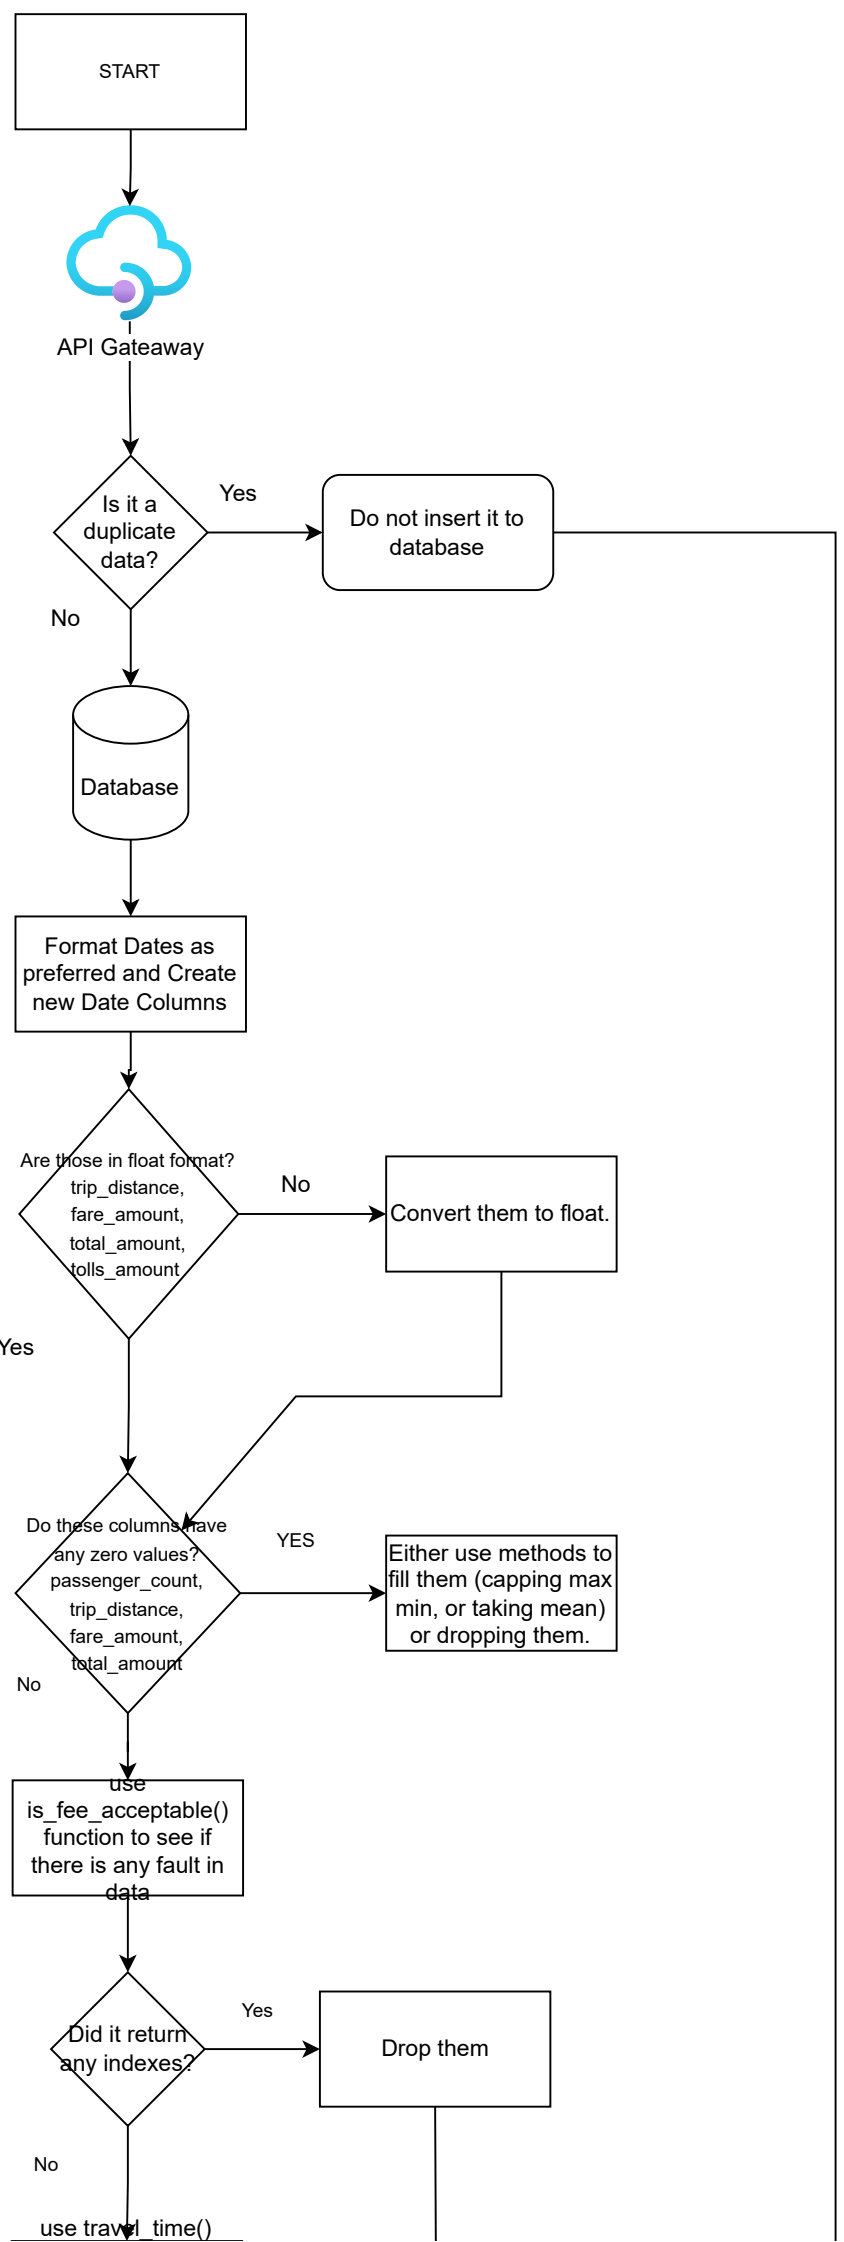 START
API Gateaway
Is it a
duplicate
data?
Yes
Do not insert it to
database
No
Database
Format Dates as
preferred and Create
new Date Columns
Are those in float format?
trip_distance,
fare_amount,
total_amount,
tolls_amount
No
Convert them to float.
Yes
Do these columns have
any zero values?
passenger_count,
trip_distance,
fare_amount,
total_amount
YES
Either use methods to
fill them (capping max
min, or taking mean)
or dropping them.
No
use
is_fee_acceptable()
function to see if
there is any fault in
data
Did it return
any indexes?
Yes
Drop them
No
use travel_time()